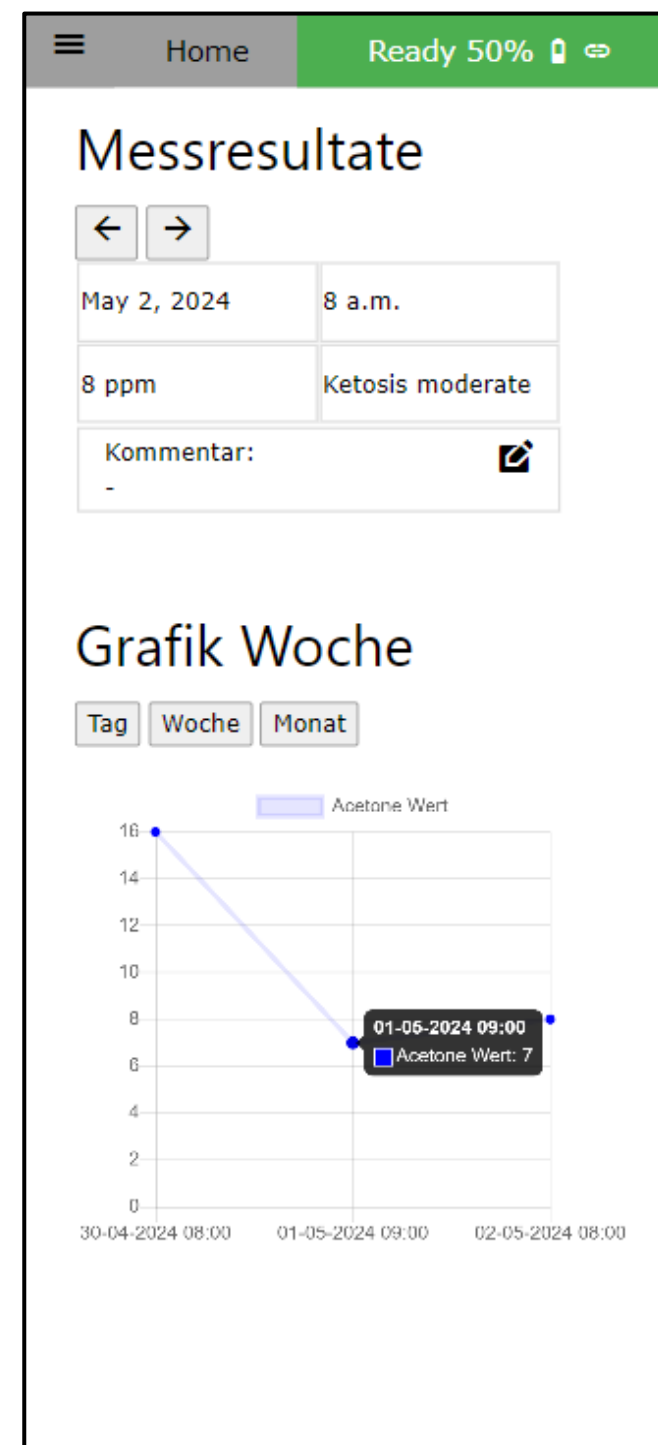 Home Ready 50%
Messresultate
May 2, 2024 8 a.m.
8 ppm Ketosis moderate
Kommentar:
-
Grafik Woche
Tag Woche Monat
Acetone Wert
16
14
12
10
8
6
4
2
0
01-05-2024 09:00
Acetone Wert: 7
30-04-2024 08:00 01-05-2024 09:00 02-05-2024 08:00